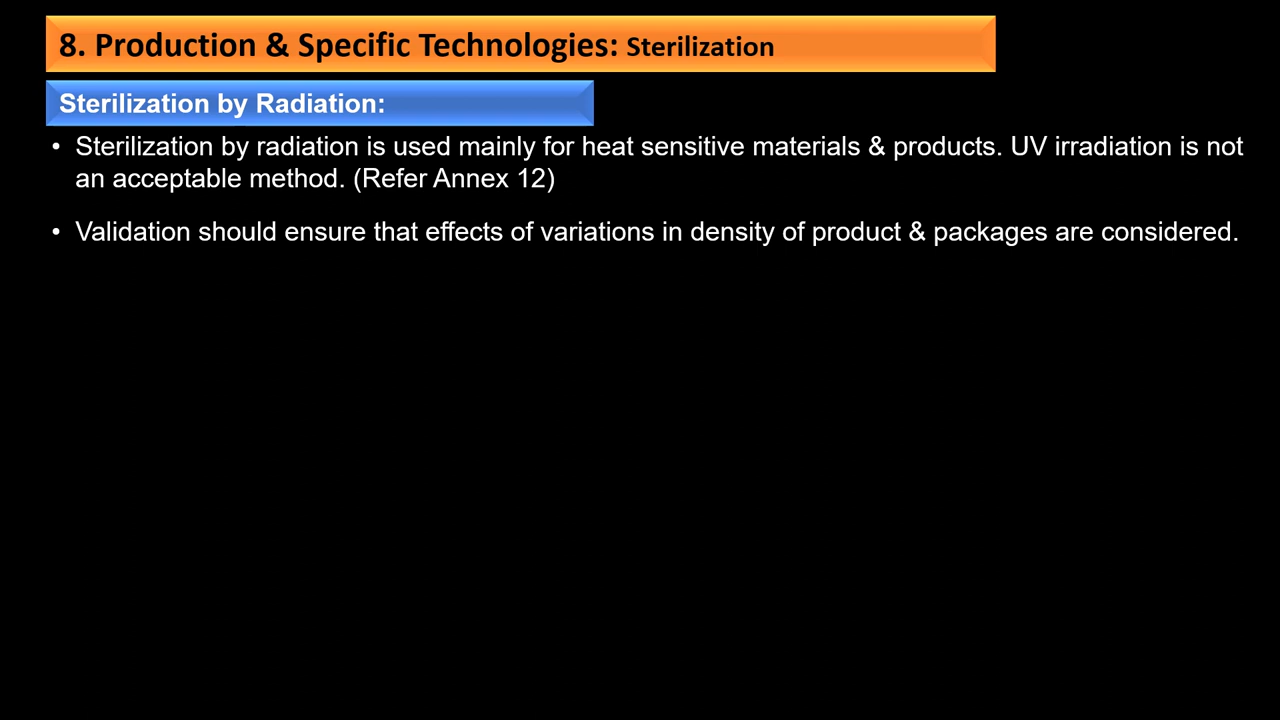 8. Production & Specific Technologies: Sterilization
Sterilization by Radiation:
• Sterilization by radiation is used mainly for heat sensitive materials & products. UV irradiation is not
an acceptable method. (Refer Annex 12)
• Validation should ensure that effects of variations in density of product & packages are considered.